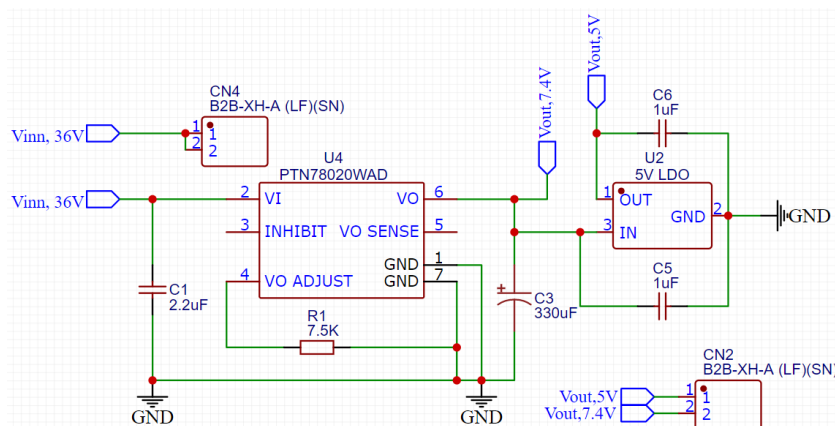 Vout,5V
C6
1uF
CN4
B2B-XH-A (LF)(SN)
Vout,7.4V
Vinn, 36V
1
1
2
2
U4
PTN78020WAD
U2
5V LDO
Vinn, 36V
2
VI
VO
6
1
OUT
GND
2
GND
3
INHIBIT
VO SENSE
5
3
IN
GND
1
4
VO ADJUST
GND
7
C1
2.2uF
C3
330uF
C5
1uF
R1
7.5K
CN2
B2B-XH-A (LF)(SN)
Vout,5V
1
1
Vout,7.4V
2
2
GND
GND